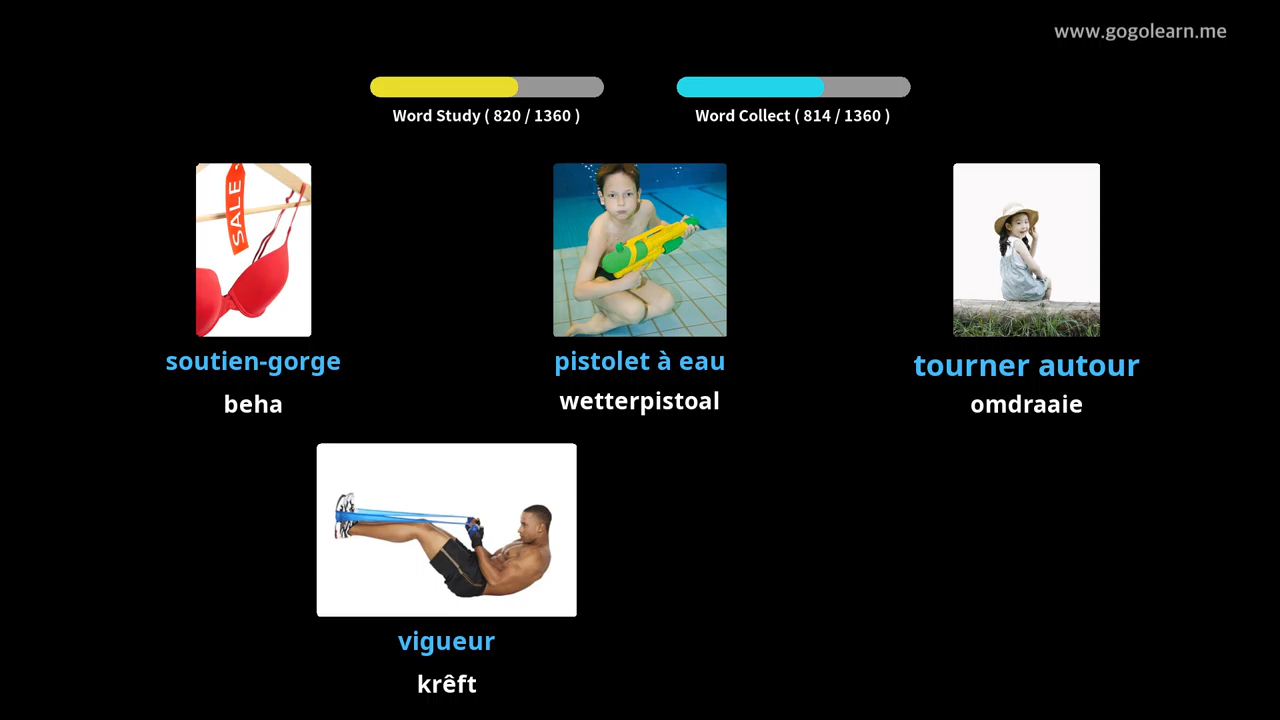 www.gogolearn.me
Word Study ( 820 / 1360 )
Word Collect ( 814 / 1360 )
SALE
soutien-gorge
pistolet à eau
tourner autour
beha
wetterpistoal
omdraaie
vigueur
krêft